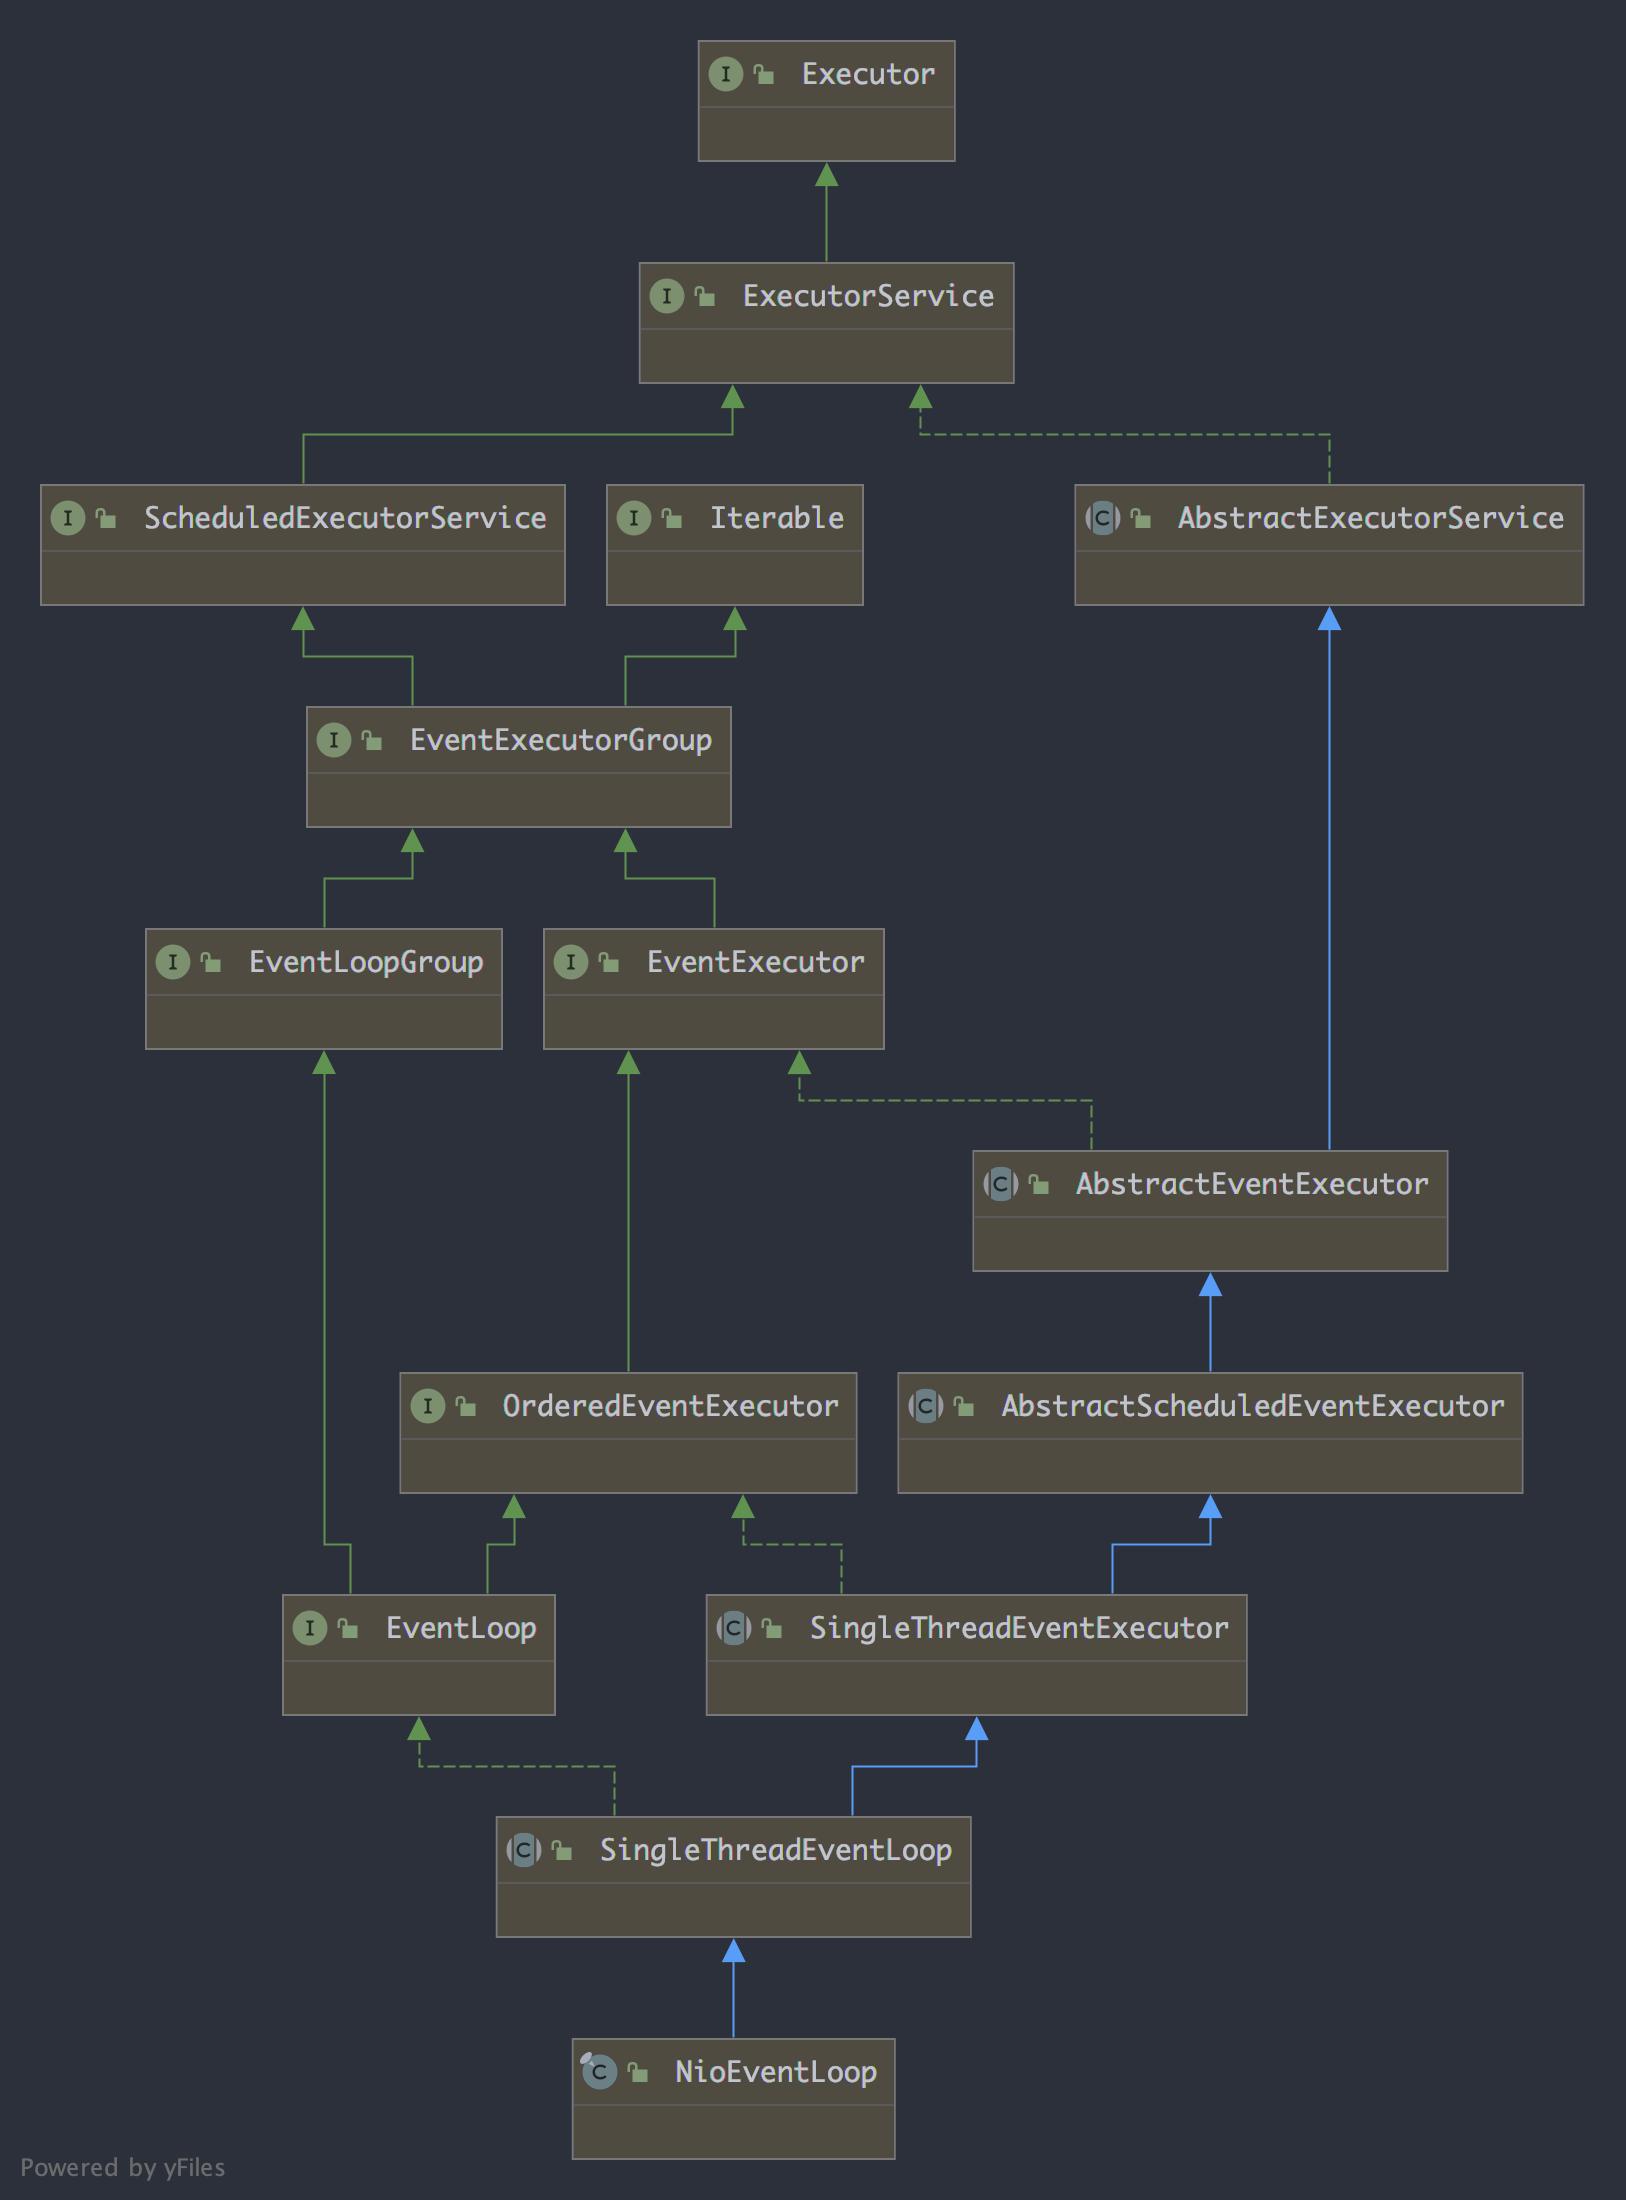 Executor
ExecutorService
ScheduledExecutorService
Iterable
AbstractExecutorService
EventExecutorGroup
EventLoopGroup
EventExecutor
AbstractEventExecutor
OrderedEventExecutor
AbstractScheduledEventExecutor
EventLoop
SingleThreadEventExecutor
SingleThreadEventLoop
NioEventLoop
Powered by yFiles